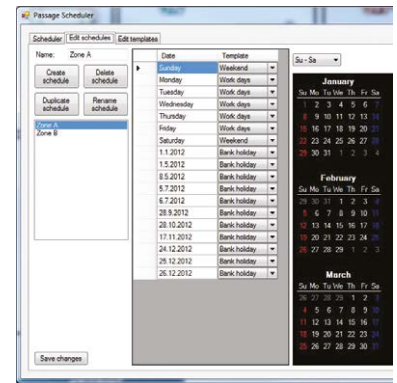 Passage Scheduler
Scheduler Edit schedules Edit templates
Name: Zone A
Create schedule Delete schedule
Duplicate schedule Rename schedule
Zone A
Zone B
Save changes
Date Template
Sunday Weekend
Monday Work days
Tuesday Work days
Wednesday Work days
Thursday Work days
Friday Work days
Saturday Weekend
1.1.2012 Bank holiday
1.5.2012 Bank holiday
8.5.2012 Bank holiday
5.7.2012 Bank holiday
6.7.2012 Bank holiday
28.9.2012 Bank holiday
28.10.2012 Bank holiday
17.11.2012 Bank holiday
24.12.2012 Bank holiday
25.12.2012 Bank holiday
26.12.2012 Bank holiday
Su - Sa
January
Su Mo Tu We Th Fr Sa
1 2 3 4 5 6 7
8 9 10 11 12 13 14
15 16 17 18 19 20 21
22 23 24 25 26 27 28
29 30 31 1 2 3 4
February
Su Mo Tu We Th Fr Sa
29 30 31 1 2 3 4
5 6 7 8 9 10 11
12 13 14 15 16 17 18
19 20 21 22 23 24 25
26 27 28 29 1 2 3
March
Su Mo Tu We Th Fr Sa
26 27 28 29 1 2 3
4 5 6 7 8 9 10
11 12 13 14 15 16 17
18 19 20 21 22 23 24
25 26 27 28 29 30 31